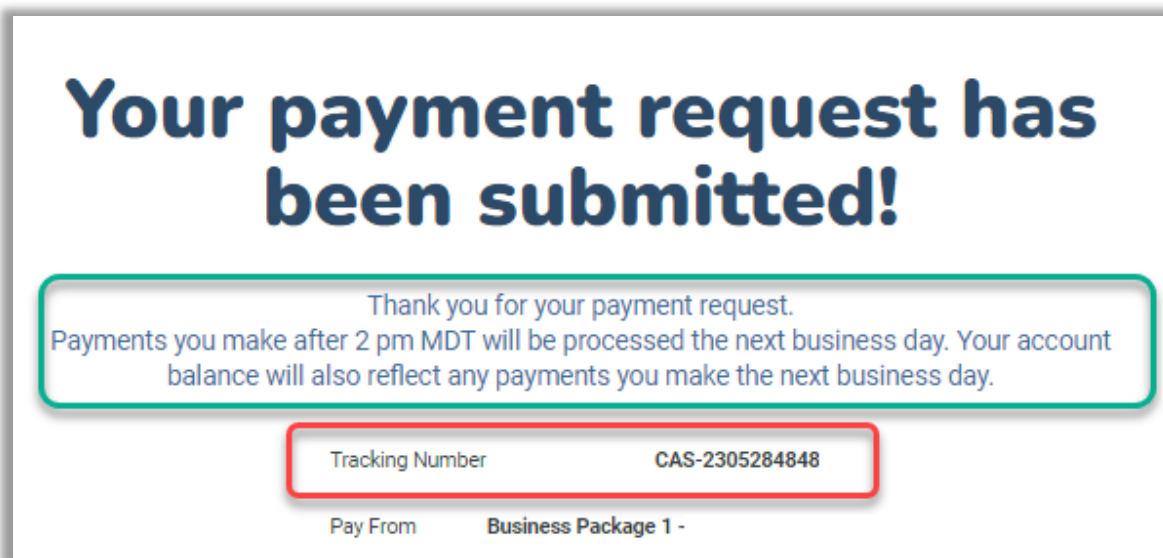 Your payment request has
been submitted!
Thank you for your payment request.
Payments you make after 2 pm MDT will be processed the next business day. Your account
balance will also reflect any payments you make the next business day.
Tracking Number CAS-2305284848
Pay From Business Package 1 -